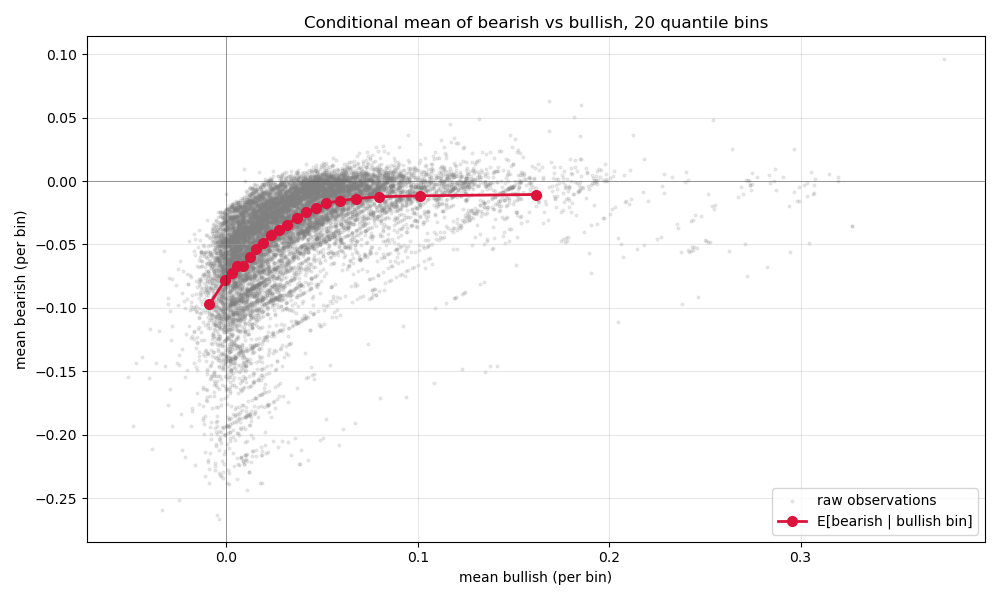 Conditional mean of bearish vs bullish, 20 quantile bins
0.10
0.05
0.00
−0.05
−0.10
−0.15
−0.20
−0.25
mean bearish (per bin)
0.0
0.1
0.2
0.3
mean bullish (per bin)
raw observations
E[bearish | bullish bin]